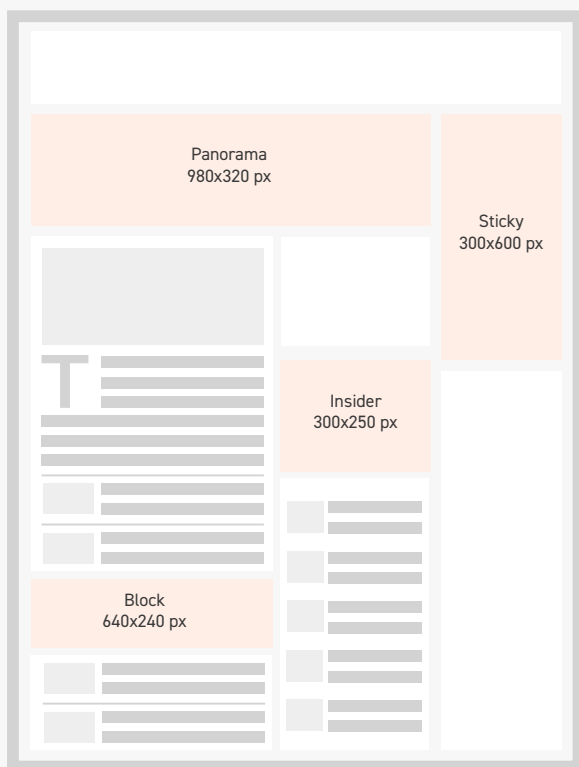 Panorama
980x320 px
Sticky
300x600 px
T
Insider
300x250 px
Block
640x240 px